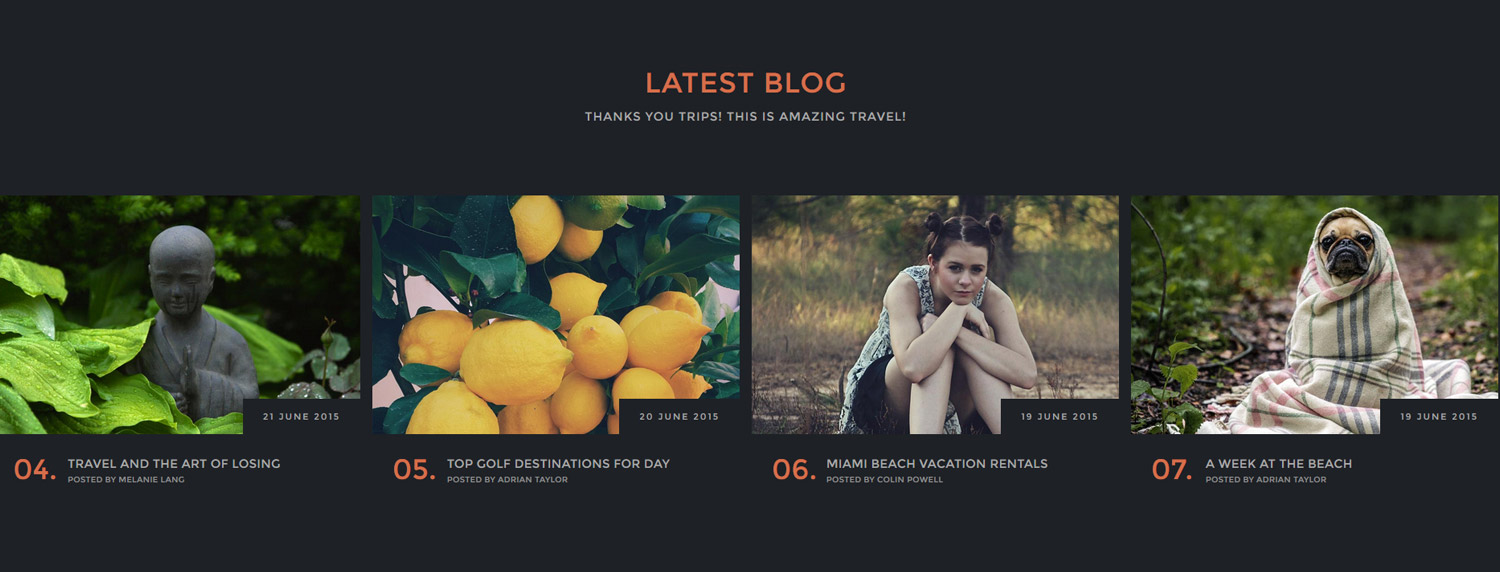 LATEST BLOG
THANKS YOU TRIPS! THIS IS AMAZING TRAVEL!
21 JUNE 2015
04.
TRAVEL AND THE ART OF LOSING
POSTED BY MELANIE LANG
20 JUNE 2015
05.
TOP GOLF DESTINATIONS FOR DAY
POSTED BY ADRIAN TAYLOR
19 JUNE 2015
06.
MIAMI BEACH VACATION RENTALS
POSTED BY COLIN POWELL
19 JUNE 2015
07.
A WEEK AT THE BEACH
POSTED BY ADRIAN TAYLOR